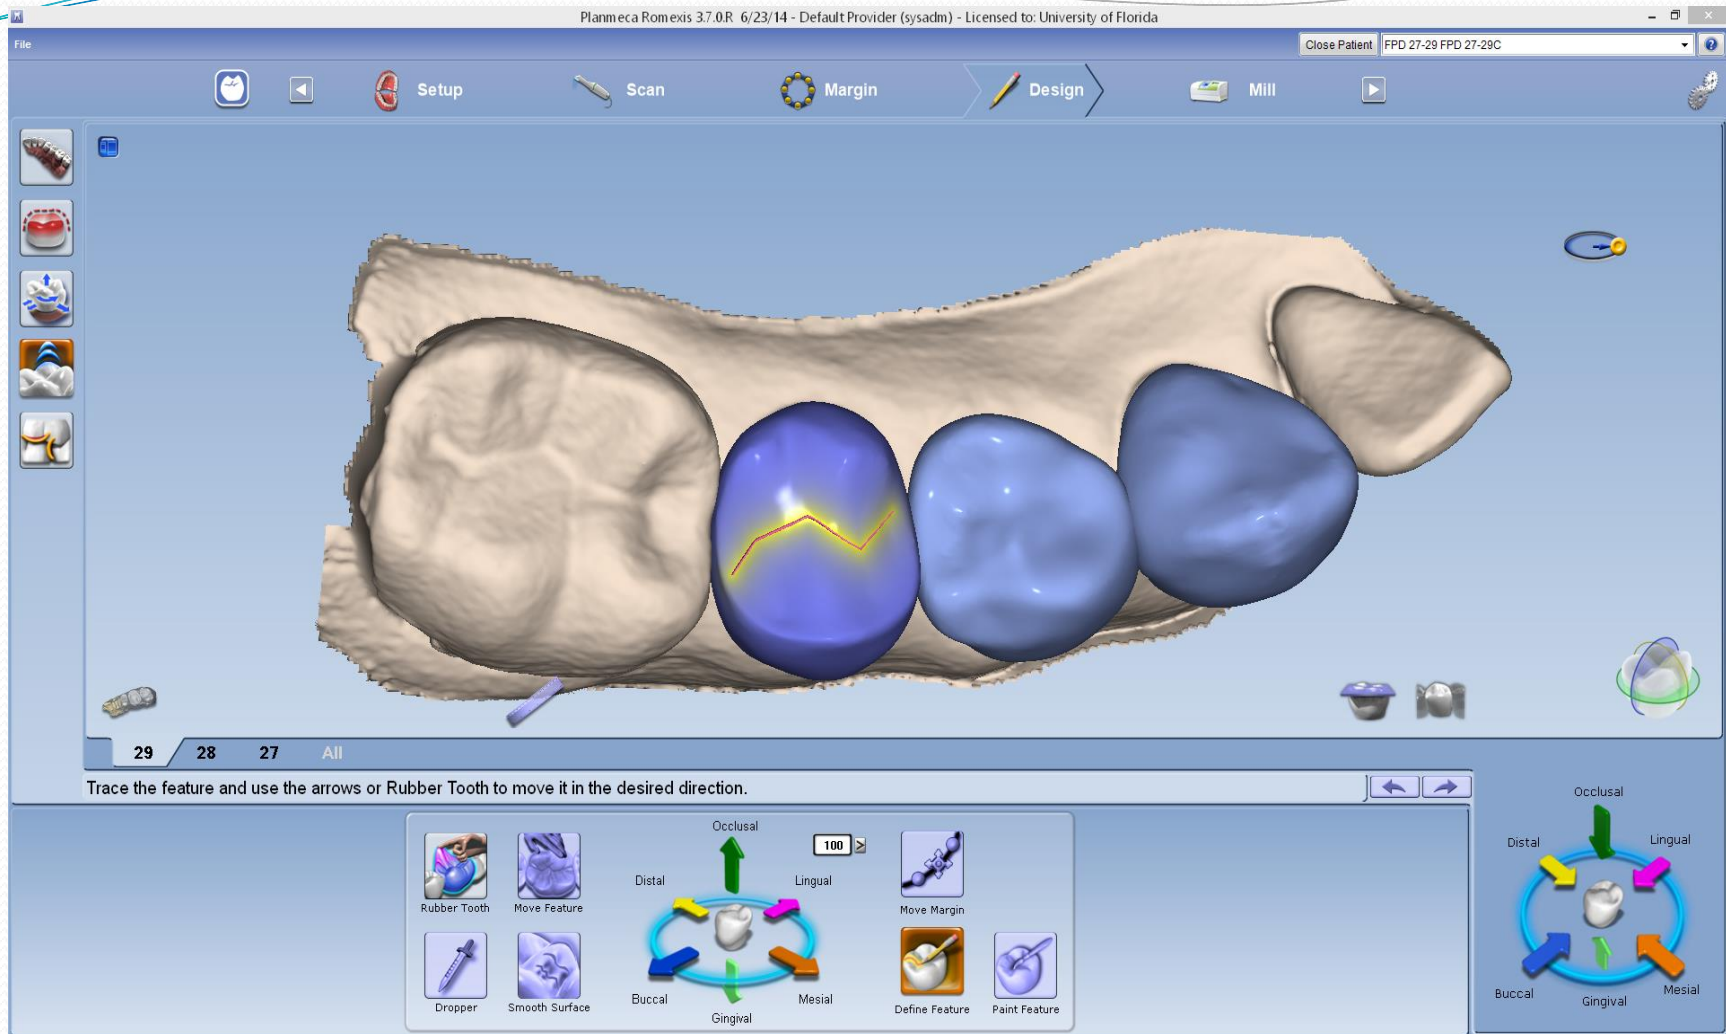 Planmeca Romexis 3.7.0.R 6/23/14 - Default Provider (sysadm) - Licensed to: University of Florida
File
Close Patient
FPD 27-29 FPD 27-29C
Setup
Scan
Margin
Design
Mill
29
28
27
All
Trace the feature and use the arrows or Rubber Tooth to move it in the desired direction.
Rubber Tooth
Move Feature
Dropper
Smooth Surface
Occlusal
Distal
Lingual
Buccal
Mesial
Gingival
100
Move Margin
Define Feature
Paint Feature
Occlusal
Distal
Lingual
Buccal
Mesial
Gingival